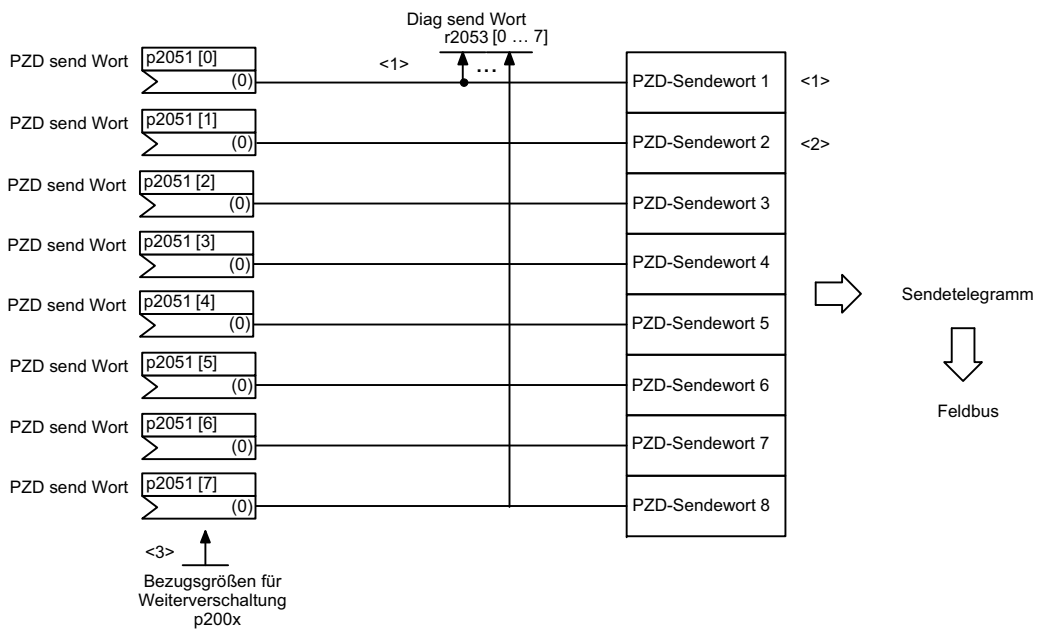 Diag send Wort
r2053 [0 … 7]
PZD send Wort
p2051 [0]
(0)
<1>
...
PZD-Sendewort 1
<1>
PZD send Wort
p2051 [1]
(0)
PZD-Sendewort 2
<2>
PZD send Wort
p2051 [2]
(0)
PZD-Sendewort 3
PZD send Wort
p2051 [3]
(0)
PZD-Sendewort 4
PZD send Wort
p2051 [4]
(0)
PZD-Sendewort 5
PZD send Wort
p2051 [5]
(0)
PZD-Sendewort 6
PZD send Wort
p2051 [6]
(0)
PZD-Sendewort 7
PZD send Wort
p2051 [7]
(0)
PZD-Sendewort 8
Sendetelegramm
Feldbus
<3>
Bezugsgrößen für
Weiterverschaltung
p200x